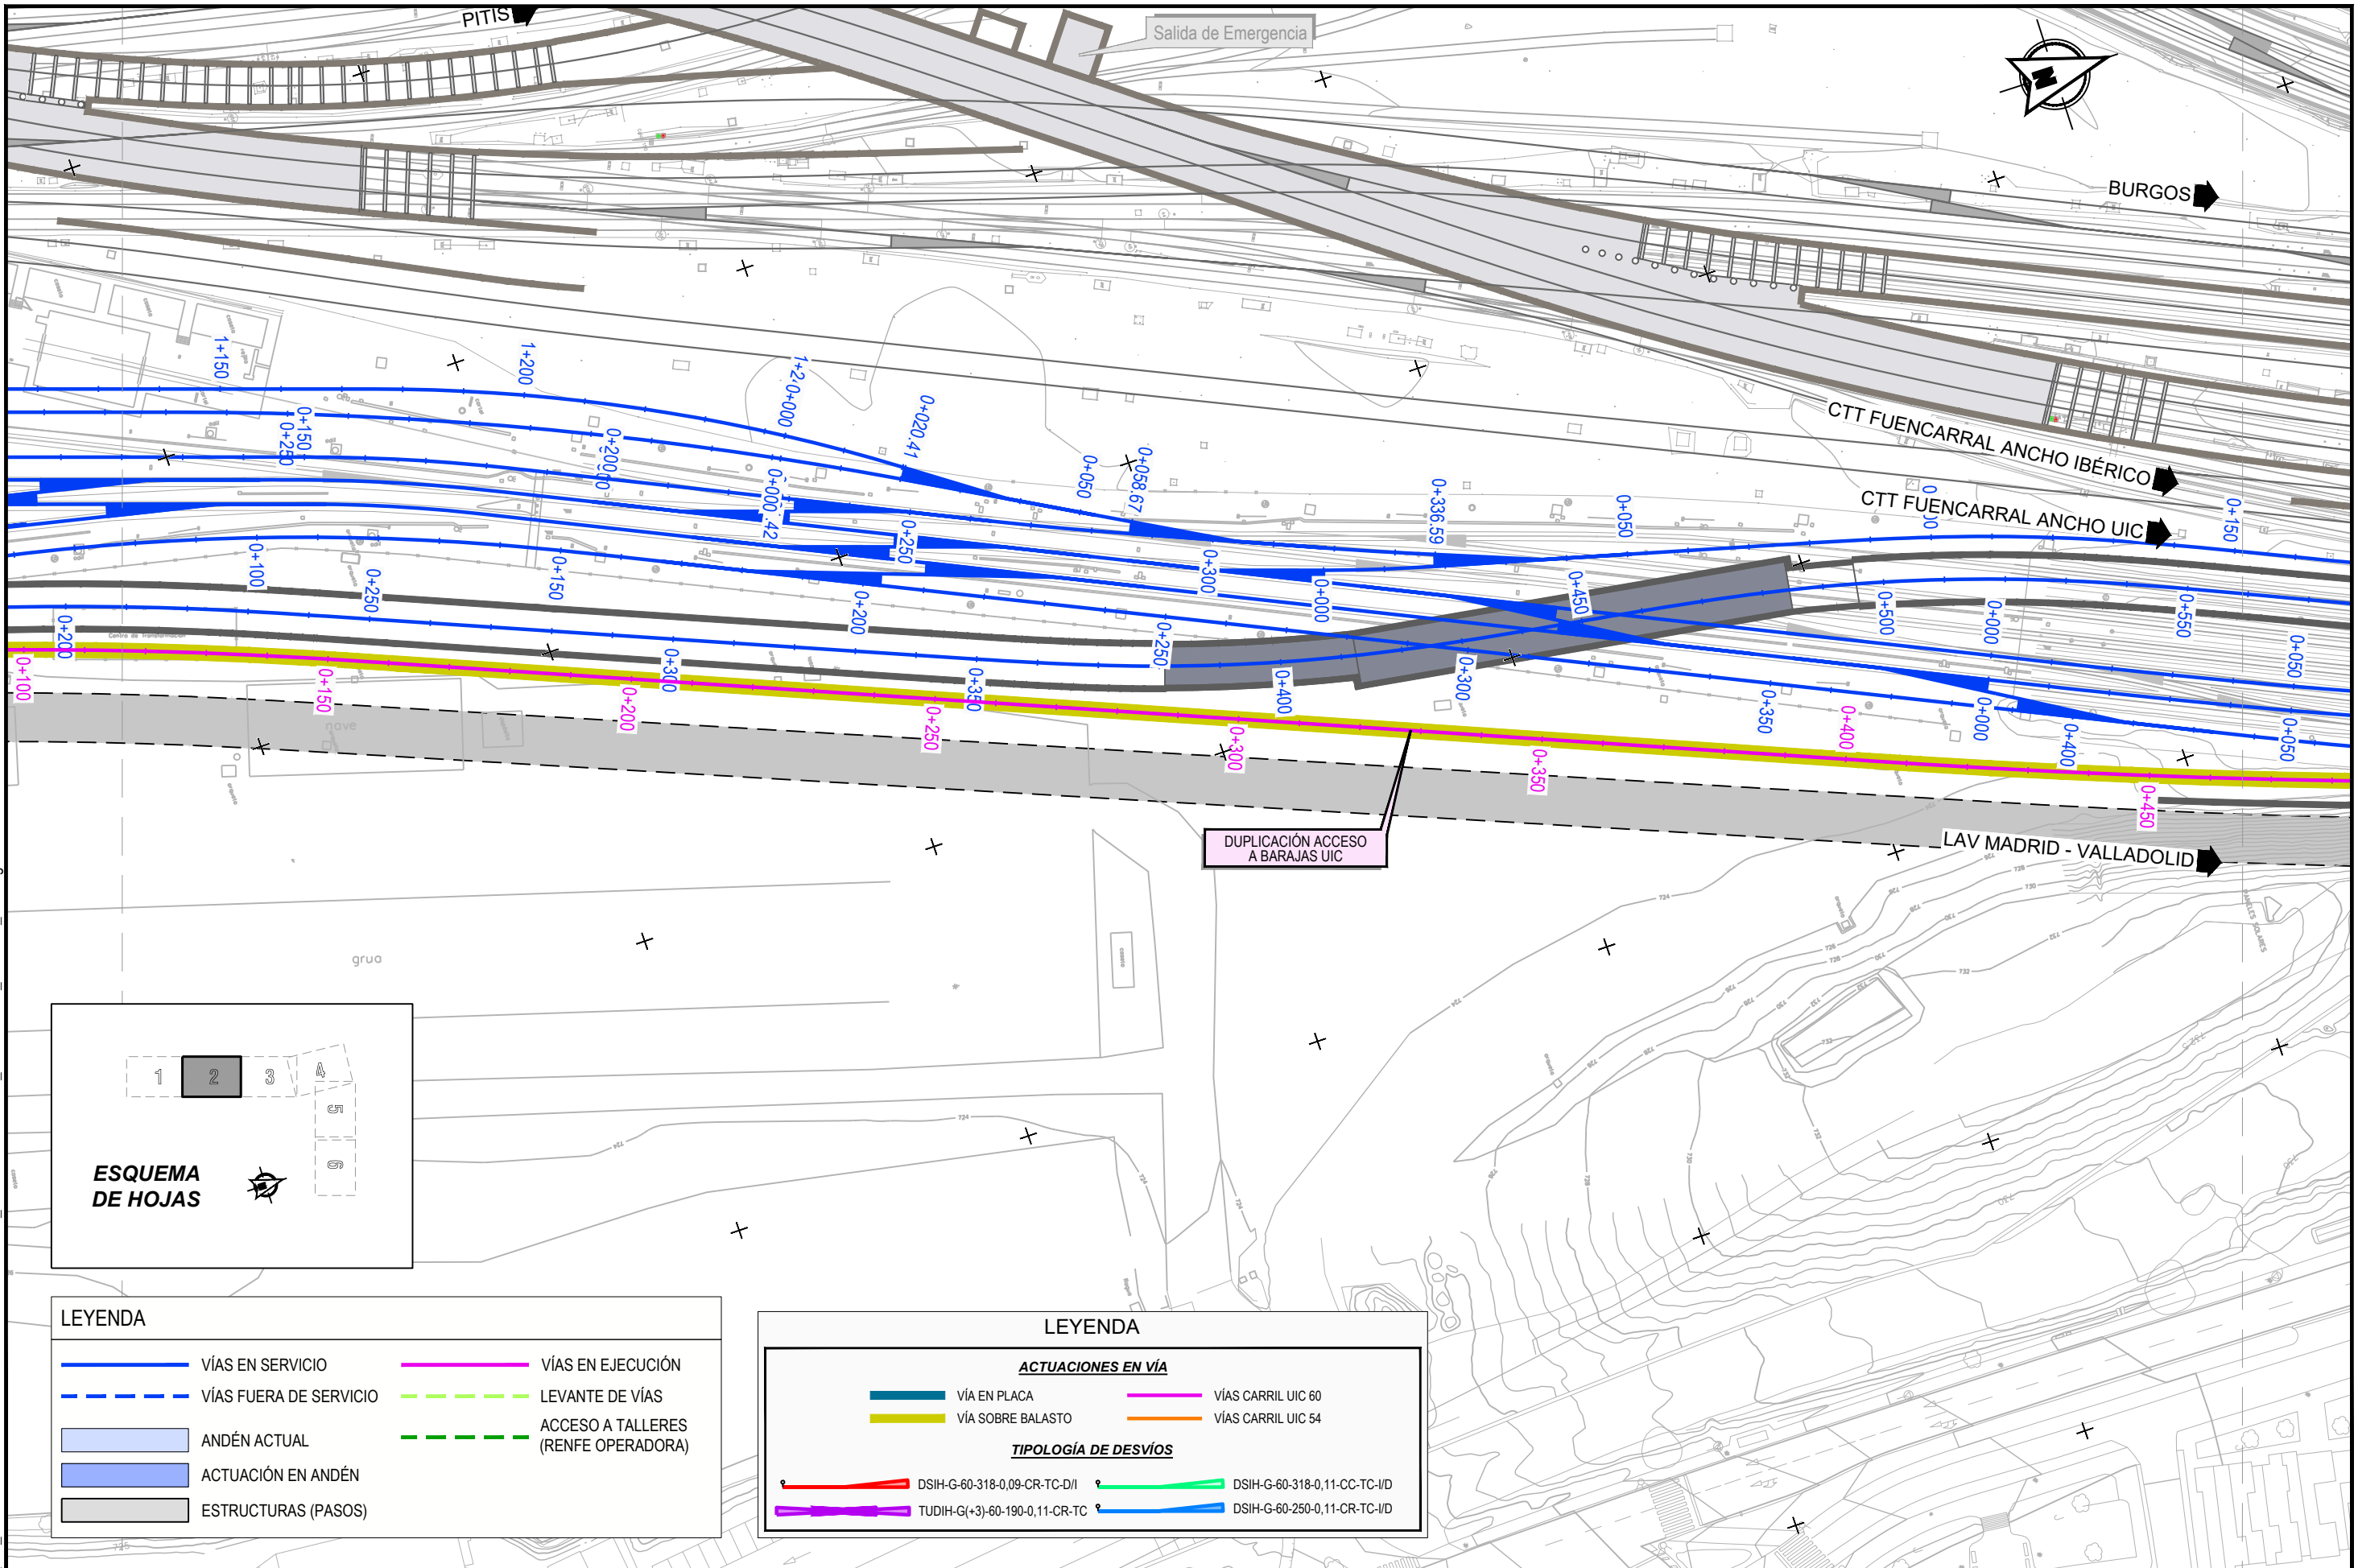 PITIS
Salida de Emergencia
BURGOS
CTT FUENCARRAL ANCHO IBÉRICO
CTT FUENCARRAL ANCHO UIC
1+150
1+200
0+000
0+020.41
0+050
0+058.67
0+336.59
0+050
0+150
0+150
0+250
0+200
0+250
0+300
0+000
0+450
0+500
0+000
0+550
0+050
0+100
0+250
0+150
0+200
0+250
0+300
0+350
0+000
0+400
0+050
0+200
0+300
0+350
0+400
Centro de Transformación
nave
0+100
0+150
0+200
0+250
0+300
0+350
0+400
0+450
DUPLICACIÓN ACCESO
A BARAJAS UIC
LAV MADRID - VALLADOLID
PANELES SOLARES
grua
caseta
1
2
3
4
5
6
ESQUEMA
DE HOJAS
LEYENDA
VÍAS EN SERVICIO
VÍAS EN EJECUCIÓN
VÍAS FUERA DE SERVICIO
LEVANTE DE VÍAS
ANDÉN ACTUAL
ACCESO A TALLERES
(RENFE OPERADORA)
ACTUACIÓN EN ANDÉN
ESTRUCTURAS (PASOS)
LEYENDA
ACTUACIONES EN VÍA
VÍA EN PLACA
VÍAS CARRIL UIC 60
VÍA SOBRE BALASTO
VÍAS CARRIL UIC 54
TIPOLOGÍA DE DESVÍOS
DSIH-G-60-318-0,09-CR-TC-D/I
DSIH-G-60-318-0,11-CC-TC-I/D
TUDIH-G(+3)-60-190-0,11-CR-TC
DSIH-G-60-250-0,11-CR-TC-I/D